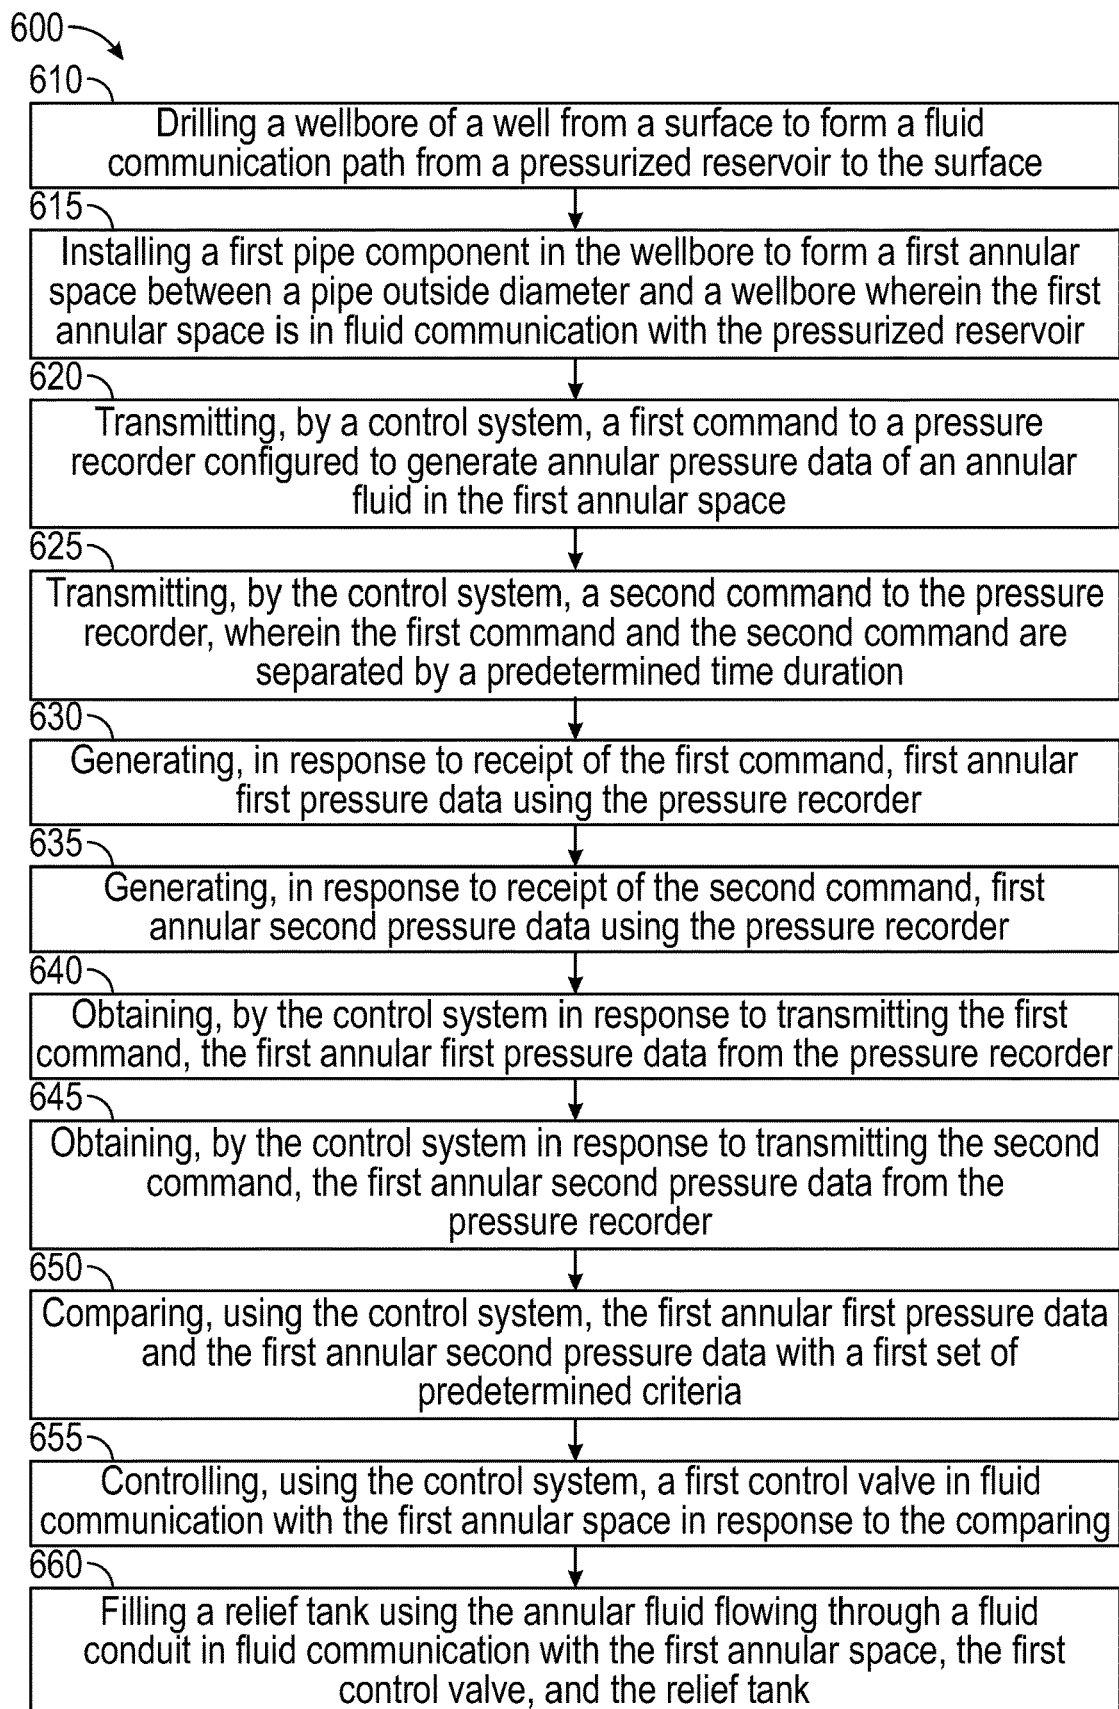 600
610
Drilling a wellbore of a well from a surface to form a fluid
communication path from a pressurized reservoir to the surface
615
Installing a first pipe component in the wellbore to form a first annular
space between a pipe outside diameter and a wellbore wherein the first
annular space is in fluid communication with the pressurized reservoir
620
Transmitting, by a control system, a first command to a pressure
recorder configured to generate annular pressure data of an annular
fluid in the first annular space
625
Transmitting, by the control system, a second command to the pressure
recorder, wherein the first command and the second command are
separated by a predetermined time duration
630
Generating, in response to receipt of the first command, first annular
first pressure data using the pressure recorder
635
Generating, in response to receipt of the second command, first
annular second pressure data using the pressure recorder
640
Obtaining, by the control system in response to transmitting the first
command, the first annular first pressure data from the pressure recorder
645
Obtaining, by the control system in response to transmitting the second
command, the first annular second pressure data from the
pressure recorder
650
Comparing, using the control system, the first annular first pressure data
and the first annular second pressure data with a first set of
predetermined criteria
655
Controlling, using the control system, a first control valve in fluid
communication with the first annular space in response to the comparing
660
Filling a relief tank using the annular fluid flowing through a fluid
conduit in fluid communication with the first annular space, the first
control valve, and the relief tank